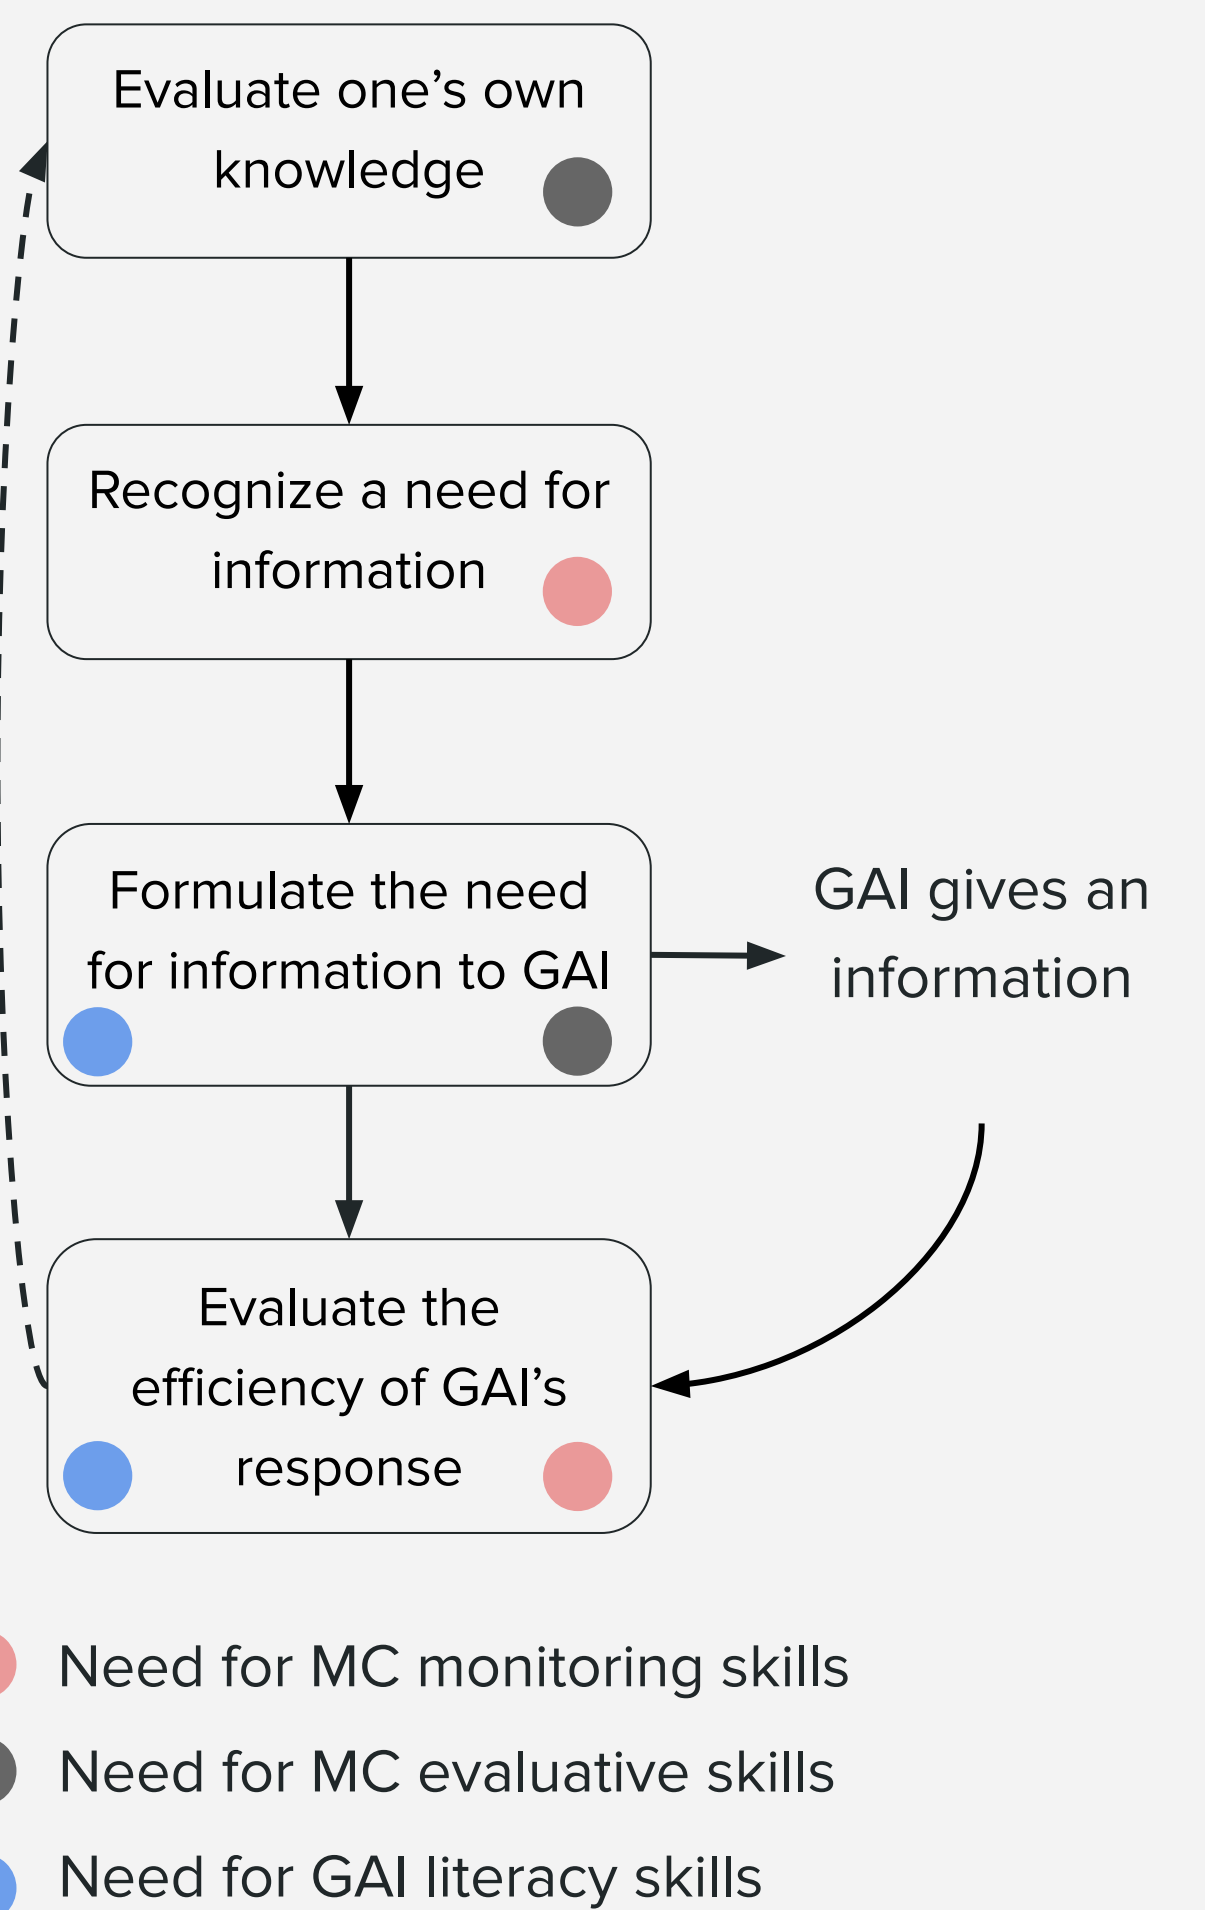 Evaluate one’s own
knowledge
Recognize a need for
information
Formulate the need
for information to GAI
GAI gives an
information
Evaluate the
efficiency of GAI’s
response
Need for MC monitoring skills
Need for MC evaluative skills
Need for GAI literacy skills